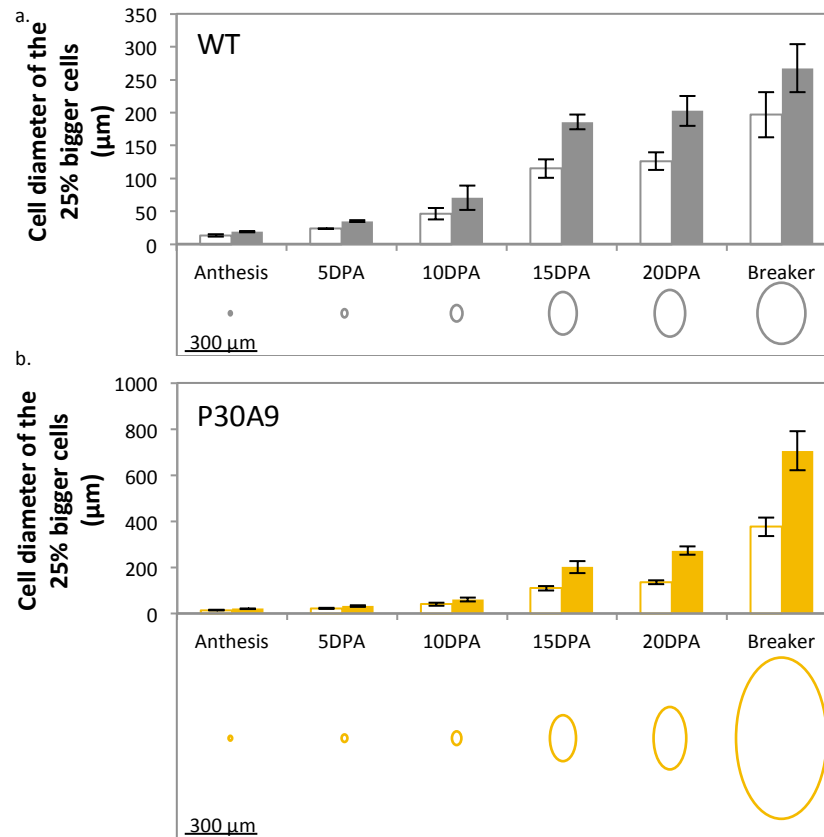 a.
WT
Cell diameter of the
25% bigger cells
(µm)
350
300
250
200
150
100
50
0
Anthesis 5DPA 10DPA 15DPA 20DPA Breaker
300 µm
b.
P30A9
Cell diameter of the
25% bigger cells
(µm)
1000
800
600
400
200
0
Anthesis 5DPA 10DPA 15DPA 20DPA Breaker
300 µm